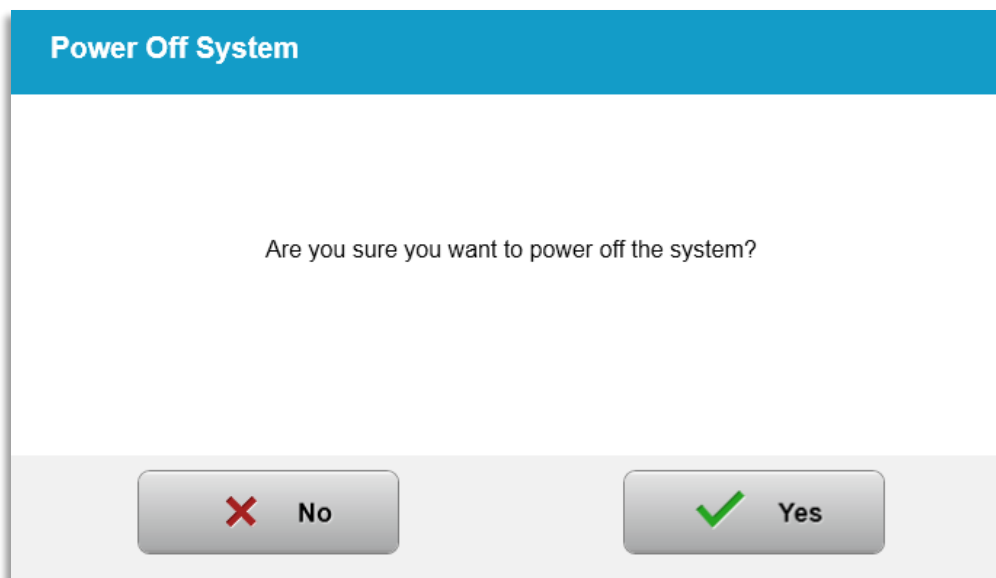 Power Off System
Are you sure you want to power off the system?
No
Yes